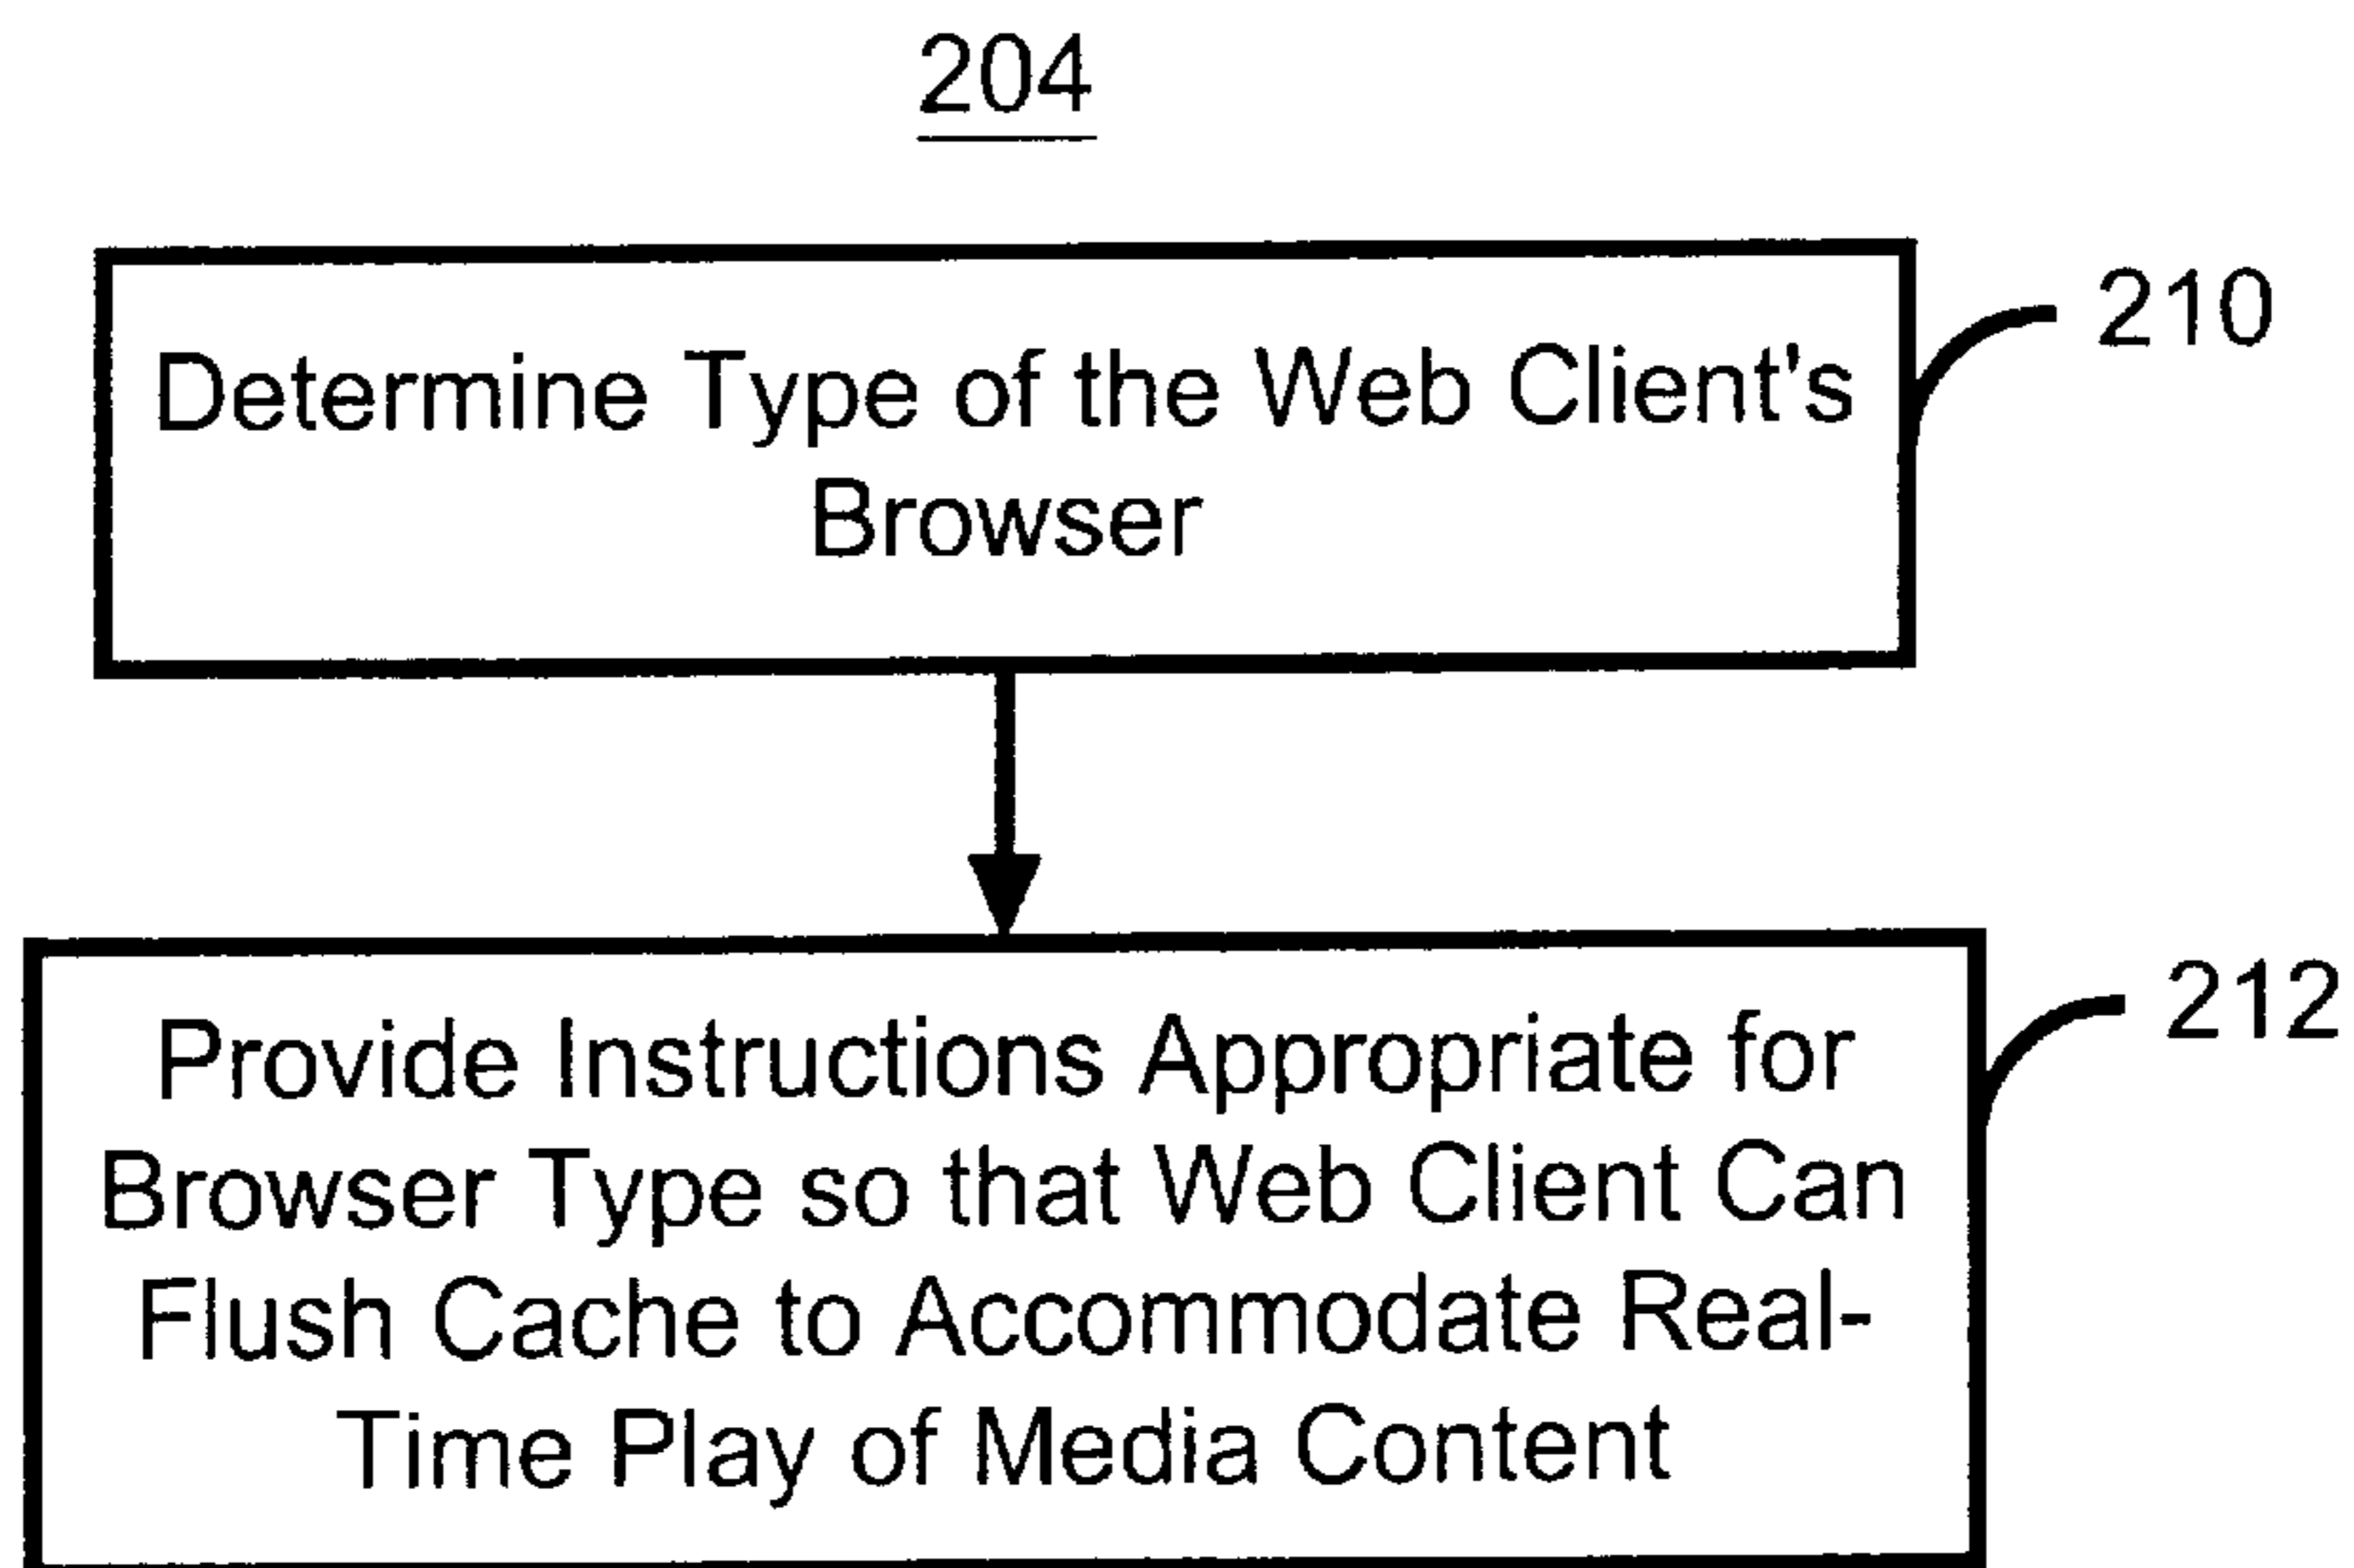 204
Determine Type of the Web Client's
210
Browser
Provide Instructions Appropriate for
212
Browser Type so that Web Client Can
Flush Cache to Accommodate Real-
Time Play of Media Content